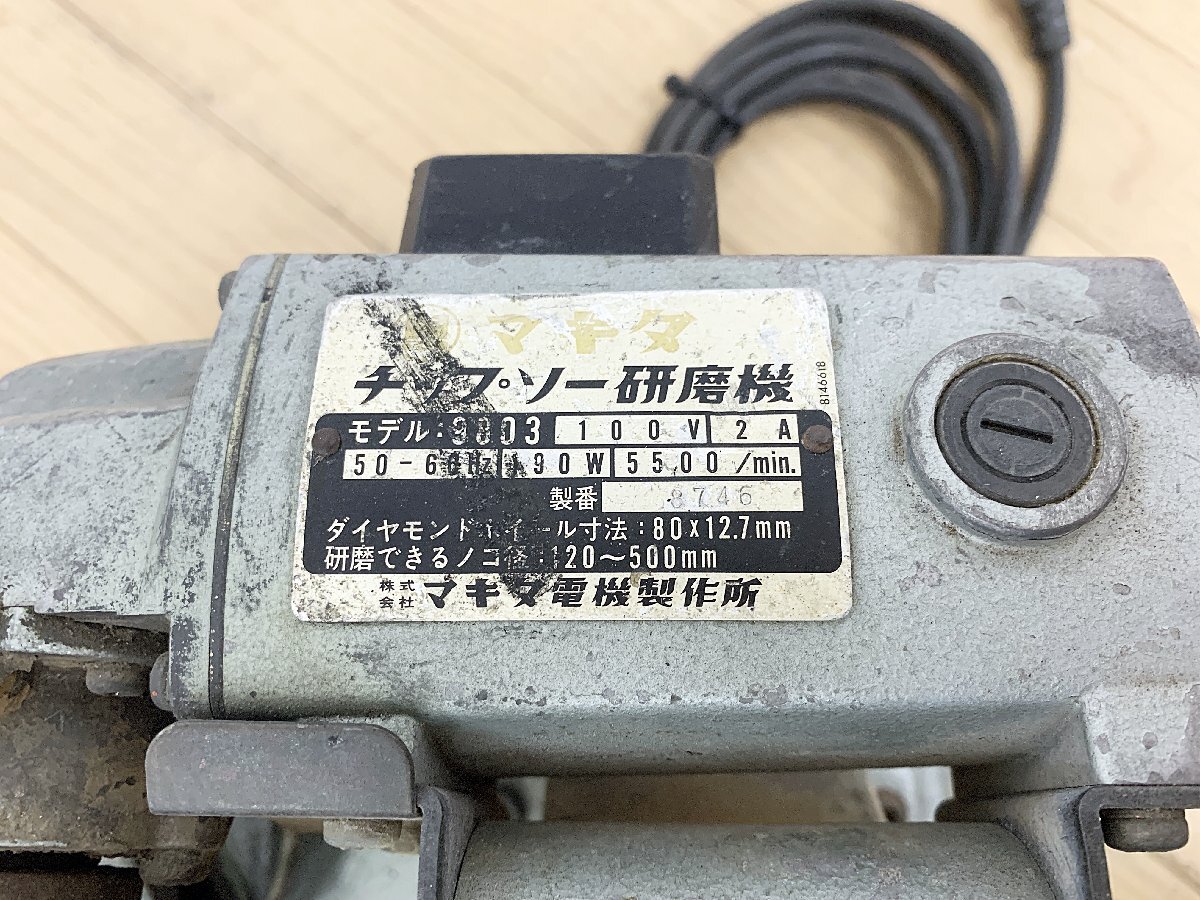 マキタ
チップ・ソー研磨機
8146618
モデル:9803 100V 2A
50-60Hz 190W 5500/min.
製番 8746
ダイヤモンドホイール寸法:80×12.7mm
研磨できるノコ径:120〜500mm
株式会社 マキタ電機製作所